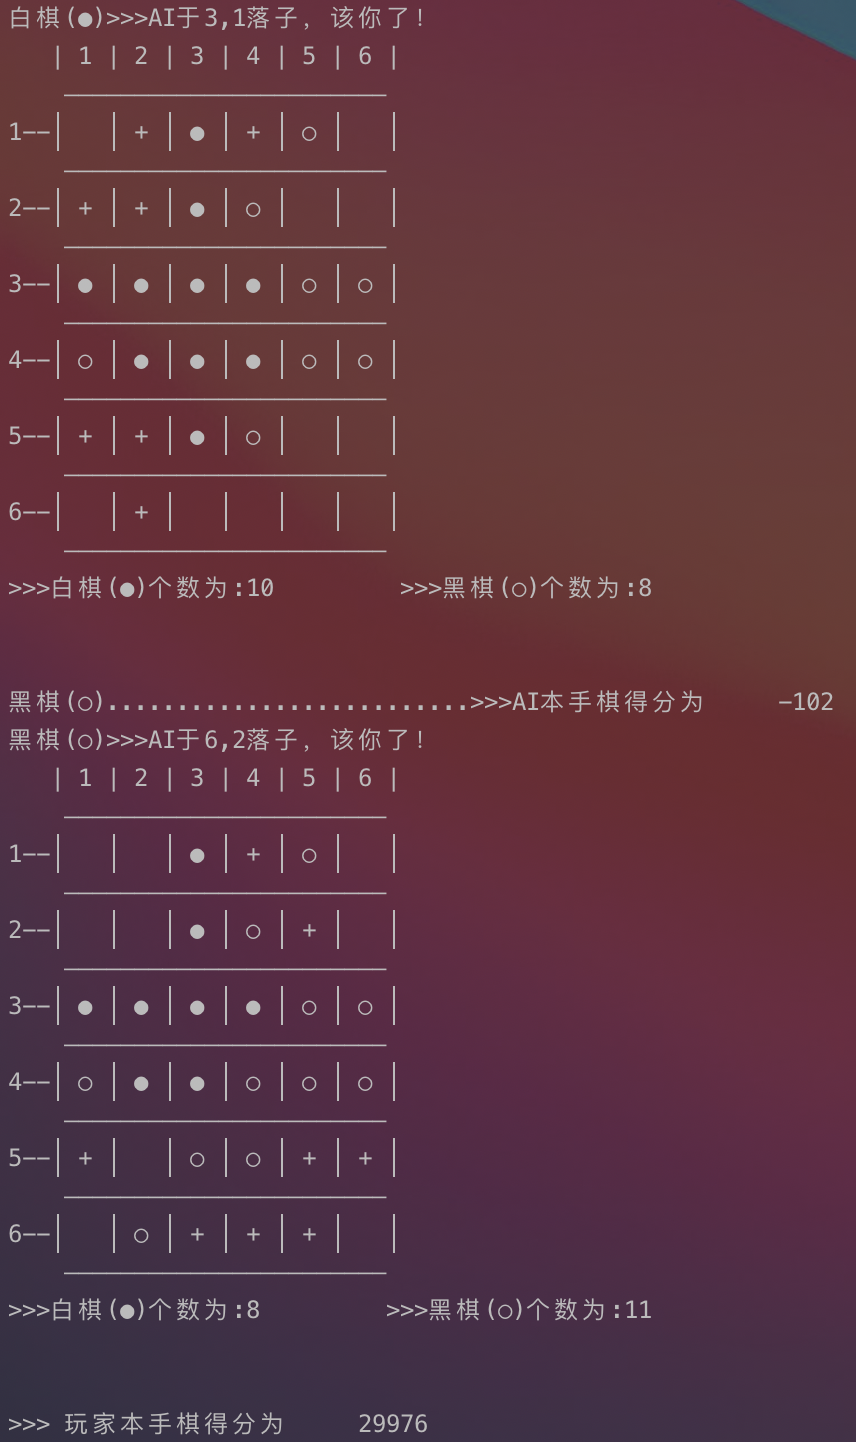 白棋(●)>>>AI于3,1落子, 该你了!
| 1 | 2 | 3 | 4 | 5 | 6 |
1——|   | + | ● | + | ○ |   |
2——| + | + | ● | ○ |   |   |
3——| ● | ● | ● | ● | ○ | ○ |
4——| ○ | ● | ● | ● | ○ | ○ |
5——| + | + | ● | ○ |   |   |
6——|   | + |   |   |   |   |
>>>白棋(●)个数为:10 >>>黑棋(○)个数为:8
黑棋(○)..........................>>>AI本手棋得分为 -102
黑棋(○)>>>AI于6,2落子, 该你了!
| 1 | 2 | 3 | 4 | 5 | 6 |
1——|   |   | ● | + | ○ |   |
2——|   |   | ● | ○ | + |   |
3——| ● | ● | ● | ● | ○ | ○ |
4——| ○ | ● | ● | ○ | ○ | ○ |
5——| + |   | ○ | ○ | + | + |
6——|   | ○ | + | + | + |   |
>>>白棋(●)个数为:8 >>>黑棋(○)个数为:11
>>> 玩家本手棋得分为 29976